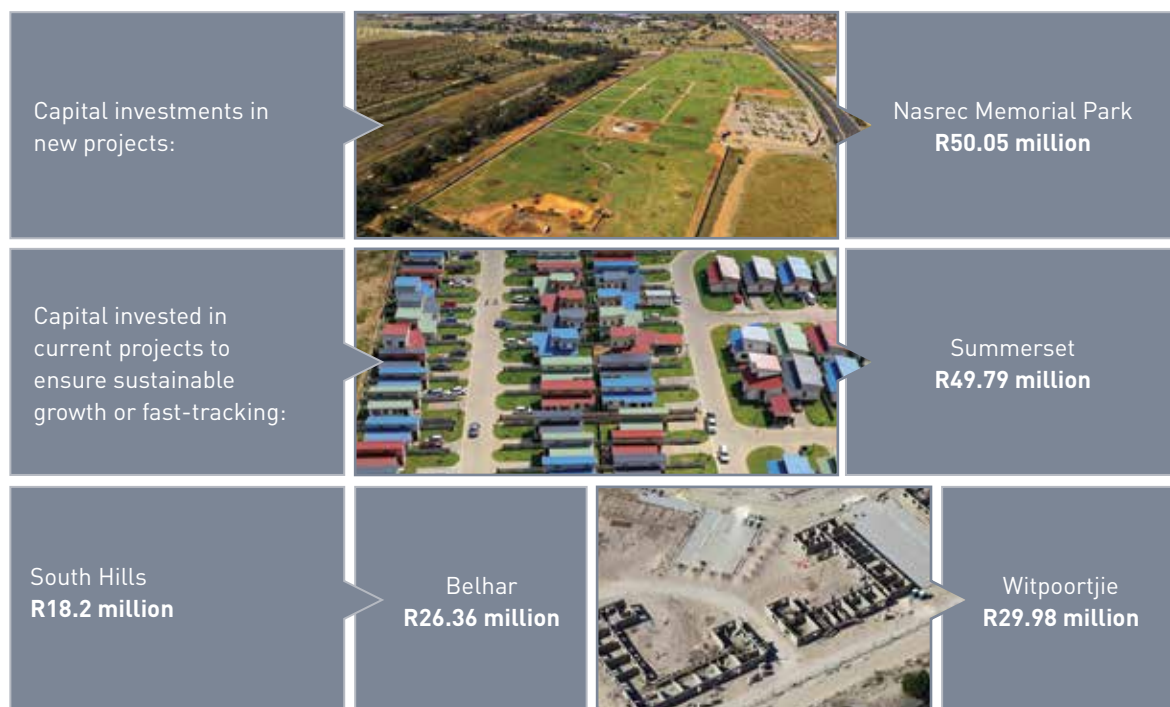 Capital investments in
new projects:
Nasrec Memorial Park
R50.05 million
Capital invested in
current projects to
ensure sustainable
growth or fast-tracking:
Summerset
R49.79 million
South Hills
R18.2 million
Belhar
R26.36 million
Witpoortjie
R29.98 million